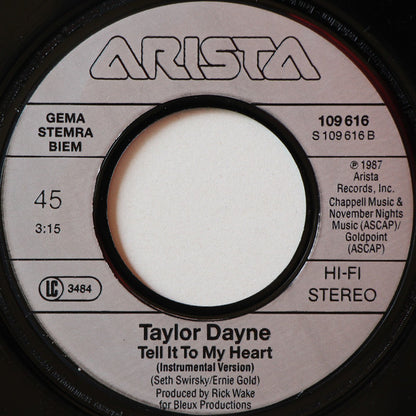 ARISTA
GEMA
STEMRA
BIEM
45
3:15
LC 3484
109 616
S 109 616 B
℗ 1987
Arista
Records, Inc.
Chappell Music &
November Nights
Music (ASCAP)/
Goldpoint
(ASCAP)
HI-FI
STEREO
Taylor Dayne
Tell It To My Heart
(Instrumental Version)
(Seth Swirsky/Ernie Gold)
Produced by Rick Wake
for Bleux Productions